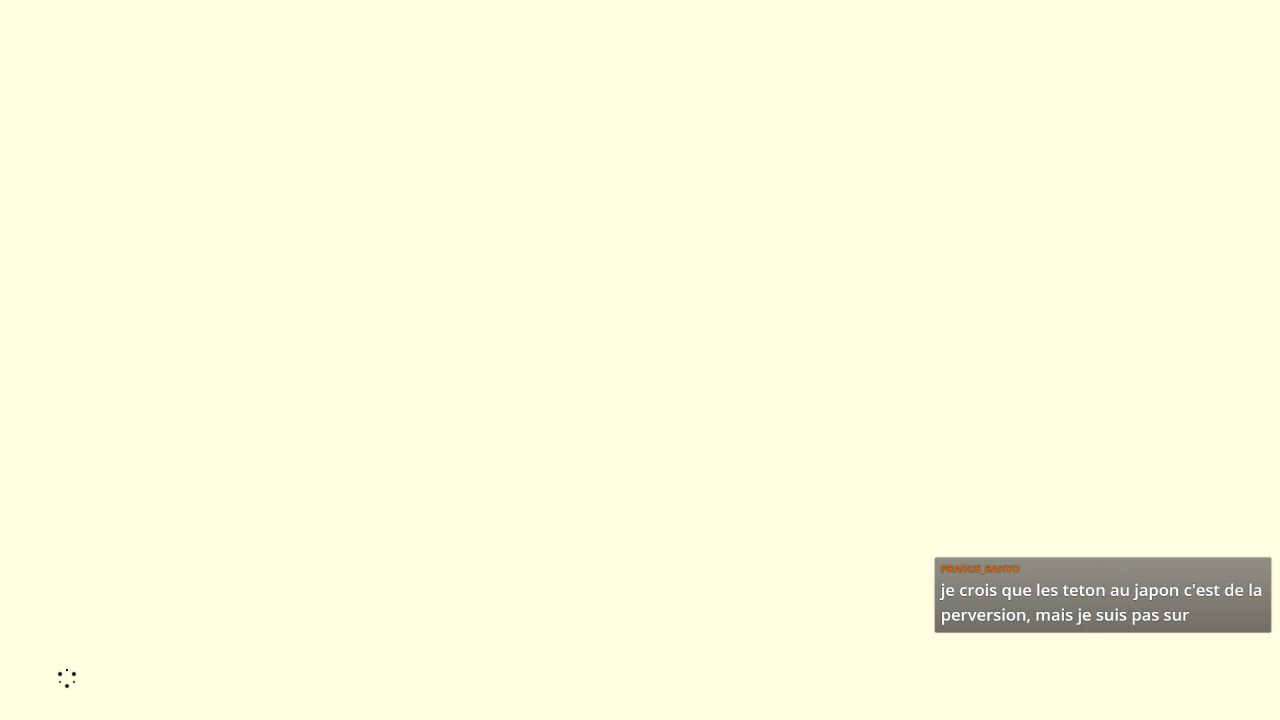 je crois que les teton au japon c'est de la
perversion, mais je suis pas sur